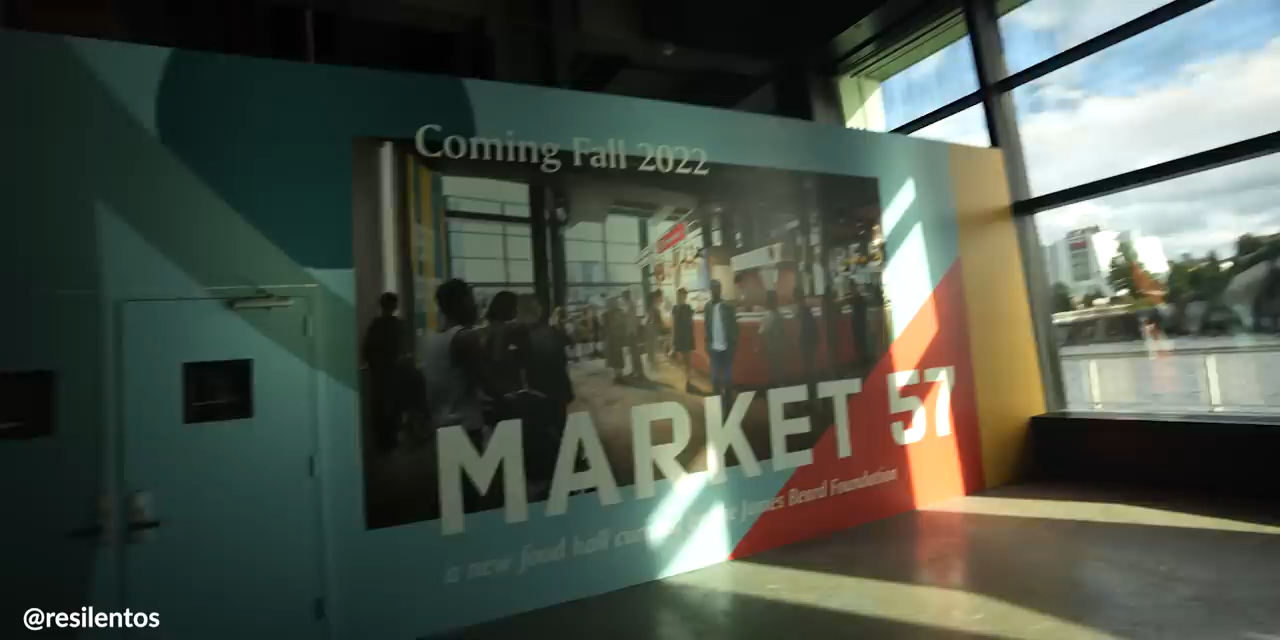 Coming Fall 2022
MARKET 57
a new food hall James Beard Foundation
@resilentos